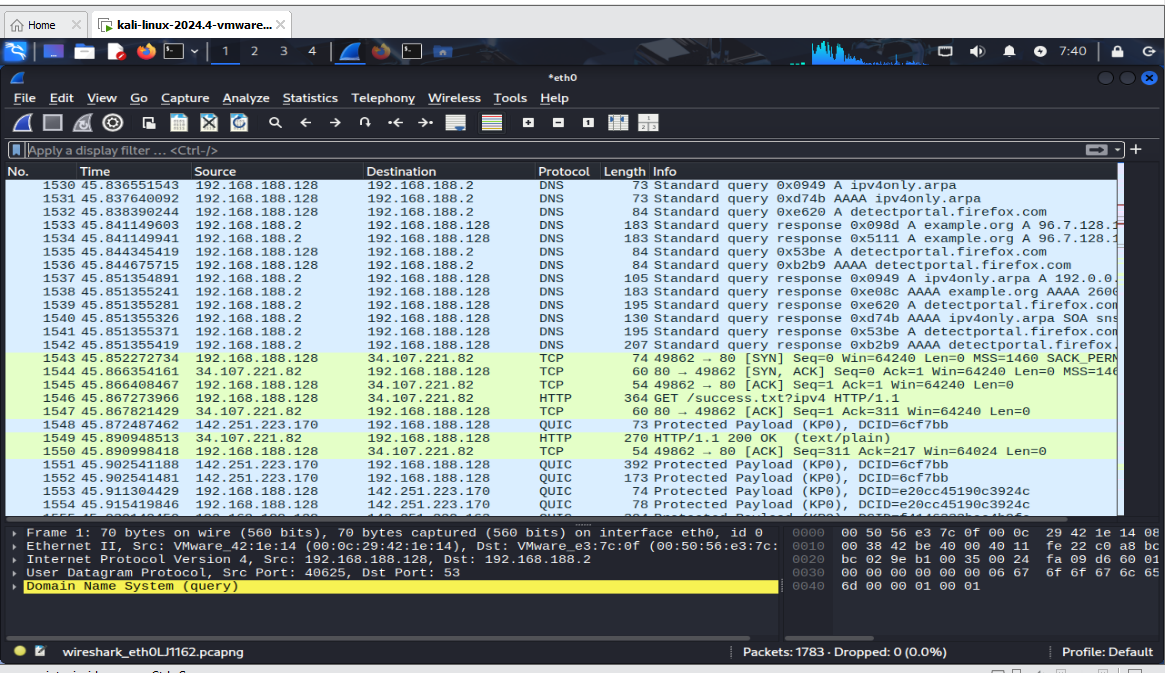 Home
kali-linux-2024.4-vmware...
1 2 3 4
7:40
*eth0
File Edit View Go Capture Analyze Statistics Telephony Wireless Tools Help
Apply a display filter ... <Ctrl-/>
No. Time Source Destination Protocol Length Info
1530 45.836551543 192.168.188.128 192.168.188.2 DNS 73 Standard query 0x0949 A ipv4only.arpa
1531 45.837640092 192.168.188.128 192.168.188.2 DNS 73 Standard query 0xd74b AAAA ipv4only.arpa
1532 45.838390244 192.168.188.128 192.168.188.2 DNS 84 Standard query 0xe620 A detectportal.firefox.com
1533 45.841149603 192.168.188.2 192.168.188.128 DNS 183 Standard query response 0x098d A example.org A 96.7.128.1
1534 45.841149941 192.168.188.2 192.168.188.128 DNS 183 Standard query response 0x5111 A example.org A 96.7.128.1
1535 45.844345419 192.168.188.128 192.168.188.2 DNS 84 Standard query 0x53be A detectportal.firefox.com
1536 45.844675715 192.168.188.128 192.168.188.2 DNS 84 Standard query 0xb2b9 AAAA detectportal.firefox.com
1537 45.851354891 192.168.188.2 192.168.188.128 DNS 105 Standard query response 0x0949 A ipv4only.arpa A 192.0.0.
1538 45.851355241 192.168.188.2 192.168.188.128 DNS 183 Standard query response 0xe08c AAAA example.org AAAA 2600
1539 45.851355281 192.168.188.2 192.168.188.128 DNS 195 Standard query response 0xe620 A detectportal.firefox.com
1540 45.851355326 192.168.188.2 192.168.188.128 DNS 130 Standard query response 0xd74b AAAA ipv4only.arpa SOA sns
1541 45.851355371 192.168.188.2 192.168.188.128 DNS 195 Standard query response 0x53be A detectportal.firefox.com
1542 45.851355419 192.168.188.2 192.168.188.128 DNS 207 Standard query response 0xb2b9 AAAA detectportal.firefox.
1543 45.852272734 192.168.188.128 34.107.221.82 TCP 74 49862 → 80 [SYN] Seq=0 Win=64240 Len=0 MSS=1460 SACK_PERM
1544 45.866354161 34.107.221.82 192.168.188.128 TCP 60 80 → 49862 [SYN, ACK] Seq=0 Ack=1 Win=64240 Len=0 MSS=146
1545 45.866408467 192.168.188.128 34.107.221.82 TCP 54 49862 → 80 [ACK] Seq=1 Ack=1 Win=64240 Len=0
1546 45.867273966 192.168.188.128 34.107.221.82 HTTP 364 GET /success.txt?ipv4 HTTP/1.1
1547 45.867821429 34.107.221.82 192.168.188.128 TCP 60 80 → 49862 [ACK] Seq=1 Ack=311 Win=64240 Len=0
1548 45.872487462 142.251.223.170 192.168.188.128 QUIC 73 Protected Payload (KP0), DCID=6cf7bb
1549 45.890948513 34.107.221.82 192.168.188.128 HTTP 270 HTTP/1.1 200 OK (text/plain)
1550 45.890998418 192.168.188.128 34.107.221.82 TCP 54 49862 → 80 [ACK] Seq=311 Ack=217 Win=64024 Len=0
1551 45.902541188 142.251.223.170 192.168.188.128 QUIC 392 Protected Payload (KP0), DCID=6cf7bb
1552 45.902541481 142.251.223.170 192.168.188.128 QUIC 173 Protected Payload (KP0), DCID=6cf7bb
1553 45.911304429 192.168.188.128 142.251.223.170 QUIC 74 Protected Payload (KP0), DCID=e20cc45190c3924c
1554 45.915419846 192.168.188.128 142.251.223.170 QUIC 78 Protected Payload (KP0), DCID=e20cc45190c3924c
Frame 1: 70 bytes on wire (560 bits), 70 bytes captured (560 bits) on interface eth0, id 0
Ethernet II, Src: VMware_42:1e:14 (00:0c:29:42:1e:14), Dst: VMware_e3:7c:0f (00:50:56:e3:7c:
Internet Protocol Version 4, Src: 192.168.188.128, Dst: 192.168.188.2
User Datagram Protocol, Src Port: 40625, Dst Port: 53
Domain Name System (query)
0000 00 50 56 e3 7c 0f 00 0c 29 42 1e 14 08
0010 00 38 42 be 40 00 40 11 fe 22 c0 a8 bc
0020 bc 02 9e b1 00 35 00 24 fa 09 d6 60 01
0030 00 00 00 00 00 00 06 67 6f 6f 67 6c 65
0040 6d 00 00 01 00 01
wireshark_eth0LJ1162.pcapng
Packets: 1783 · Dropped: 0 (0.0%)
Profile: Default